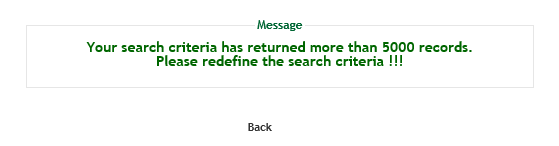 Message
Your search criteria has returned more than 5000 records.
Please redefine the search criteria !!!
Back